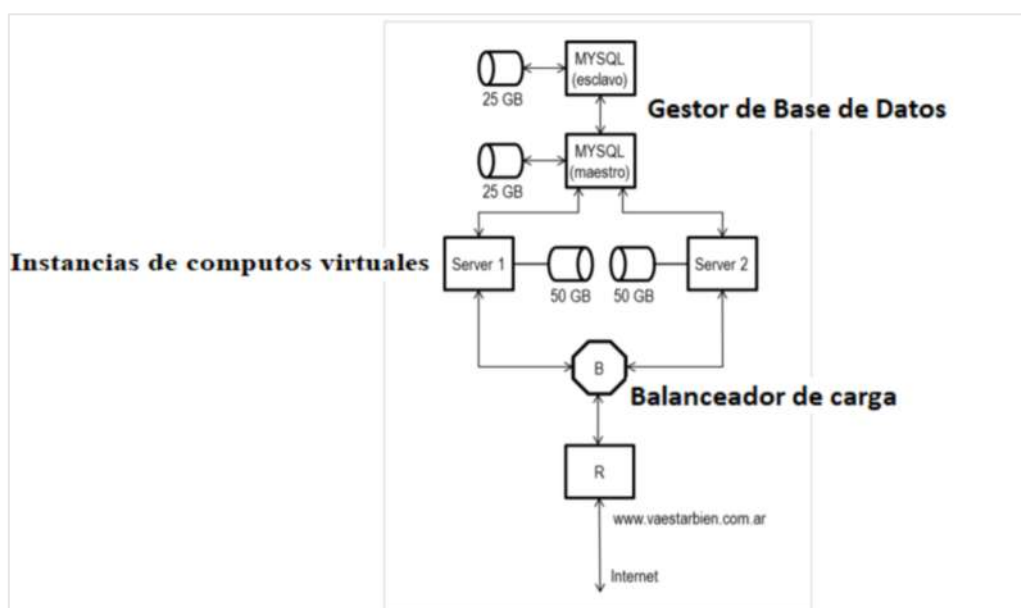 MYSQL
(esclavo)
25 GB
Gestor de Base de Datos
MYSQL
(maestro)
25 GB
Instancias de computos virtuales
Server 1
Server 2
50 GB
50 GB
B
Balanceador de carga
R
www.vaestarbien.com.ar
Internet